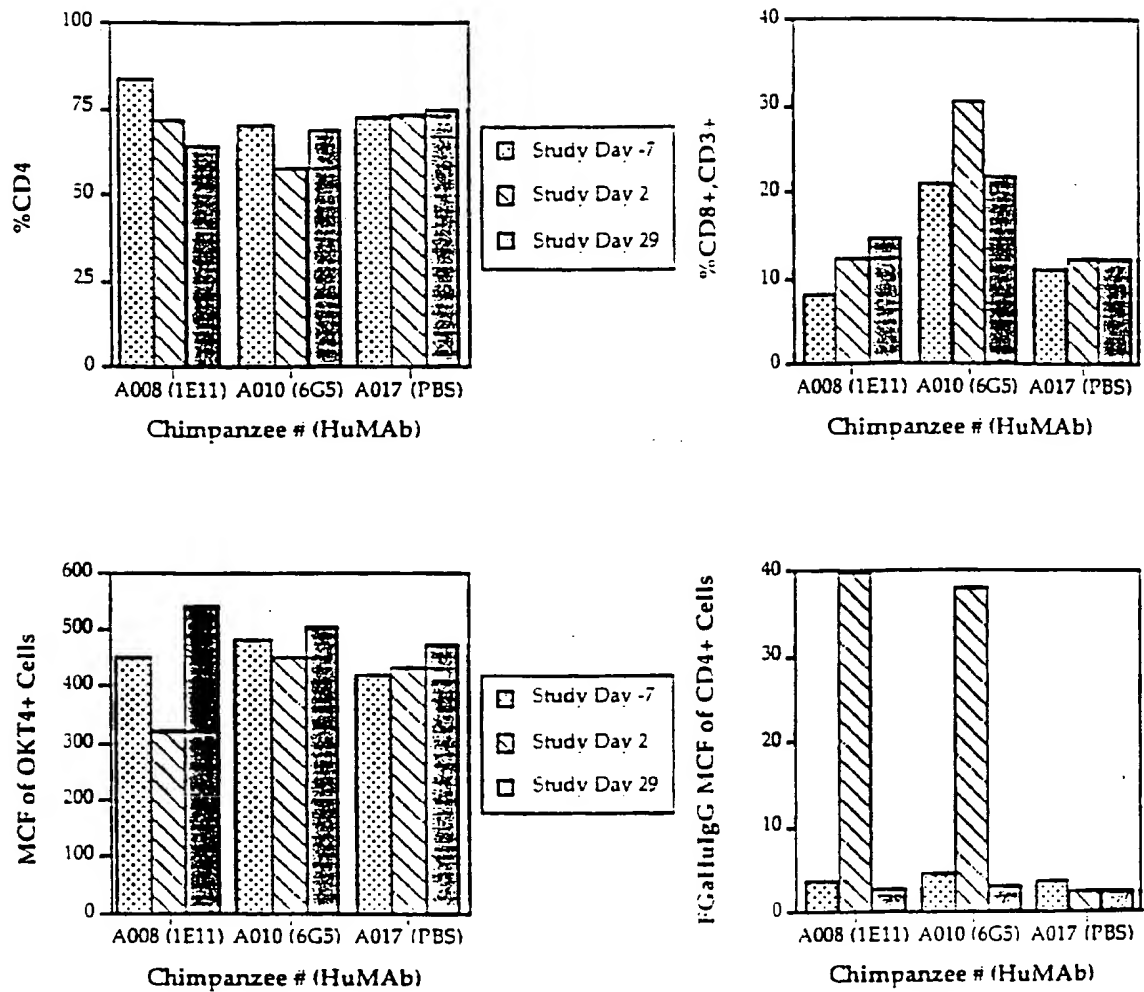 %CD4
100
75
50
25
0
A008 (1E11) A010 (6G5) A017 (PBS)
Chimpanzee # (HuMAb)
Study Day -7
Study Day 2
Study Day 29
%CD8+,CD3+
40
30
20
10
0
A008 (1E11) A010 (6G5) A017 (PBS)
Chimpanzee # (HuMAb)
MCF of OKT4+ Cells
600
500
400
300
200
100
0
A008 (1E11) A010 (6G5) A017 (PBS)
Chimpanzee # (HuMAb)
Study Day -7
Study Day 2
Study Day 29
FGaHuIgG MCF of CD4+ Cells
40
30
20
10
0
A008 (1E11) A010 (6G5) A017 (PBS)
Chimpanzee # (HuMAb)